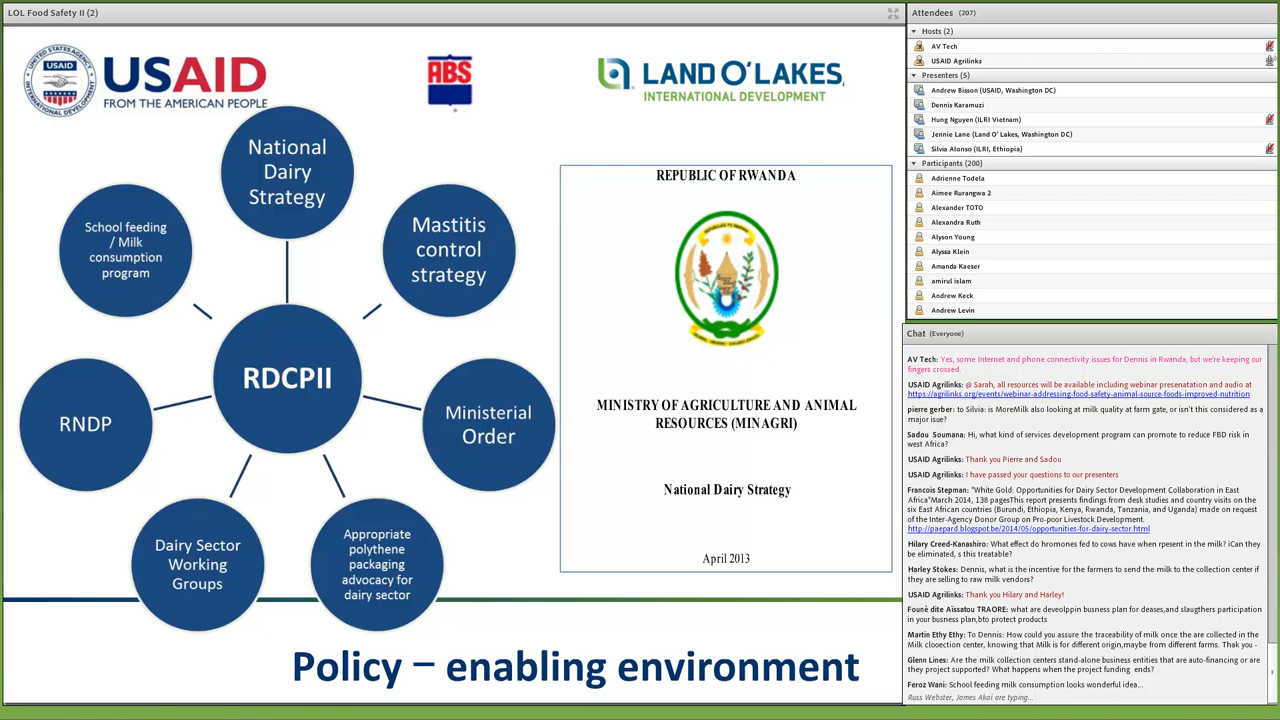 LOL Food Safety II (2)
USAID
FROM THE AMERICAN PEOPLE
ABS
LAND O'LAKES
INTERNATIONAL DEVELOPMENT
National
Dairy
Strategy
School feeding
/ Milk
consumption
program
Mastitis
control
strategy
RDCPII
RNDP
Ministerial
Order
Dairy Sector
Working
Groups
Appropriate
polythene
packaging
advocacy for
dairy sector
REPUBLIC OF RWANDA
MINISTRY OF AGRICULTURE AND ANIMAL
RESOURCES (MINAGRI)
National Dairy Strategy
April 2013
Policy – enabling environment
Attendees (207)
Hosts (2)
AV Tech
USAID Agrilinks
Presenters (5)
Andrew Bisson (USAID, Washington DC)
Dennis Karamuzi
Hung Nguyen (ILRI Vietnam)
Jennie Lane (Land O' Lakes, Washington DC)
Silvia Alonso (ILRI, Ethiopia)
Participants (200)
Adrienne Todela
Aimee Rurangwa 2
Alexander TOTO
Alexandra Ruth
Alyson Young
Alyssa Klein
Amanda Kaeser
amirul islam
Andrew Keck
Andrew Levin
Chat (Everyone)
AV Tech: Yes, some Internet and phone connectivity issues for Dennis in Rwanda, but we're keeping our
fingers crossed.
USAID Agrilinks: @ Sarah, all resources will be available including webinar presenatation and audio at
https://agrilinks.org/events/webinar-addressing-food-safety-animal-source-foods-improved-nutrition
pierre gerber: to Silvia: is MoreMilk also looking at milk quality at farm gate, or isn't this considered as a
major isue?
Sadou Soumana: Hi, what kind of services development program can promote to reduce FBD risk in
west Africa?
USAID Agrilinks: Thank you Pierre and Sadou
USAID Agrilinks: I have passed your questions to our presenters
Francois Stepman: "White Gold: Opportunities for Dairy Sector Development Collaboration in East
Africa"March 2014, 138 pagesThis report presents findings from desk studies and country visits on the
six East African countries (Burundi, Ethiopia, Kenya, Rwanda, Tanzania, and Uganda) made on request
of the Inter-Agency Donor Group on Pro-poor Livestock Development.
http://paepard.blogspot.be/2014/05/opportunities-for-dairy-sector.html
Hilary Creed-Kanashiro: What effect do hromones fed to cows have when rpesent in the milk? iCan they
be eliminated, s this treatable?
Harley Stokes: Dennis, what is the incentive for the farmers to send the milk to the collection center if
they are selling to raw milk vendors?
USAID Agrilinks: Thank you Hilary and Harley!
Founè dite Aïssatou TRAORE: what are deveolppin busness plan for deases,and slaugthers participation
in your busness plan,bto protect products
Martin Ethy Ethy: To Dennis: How could you assure the traceability of milk once the are collected in the
Milk clooection center, knowing that Milk is for different origin,maybe from different farms. Thak you -
Glenn Lines: Are the milk collection centers stand-alone business entities that are auto-financing or are
they project supported? What happens when the project funding ends?
Feroz Wani: School feeding milk consumption looks wonderful idea...
Russ Webster, James Akai are typing...